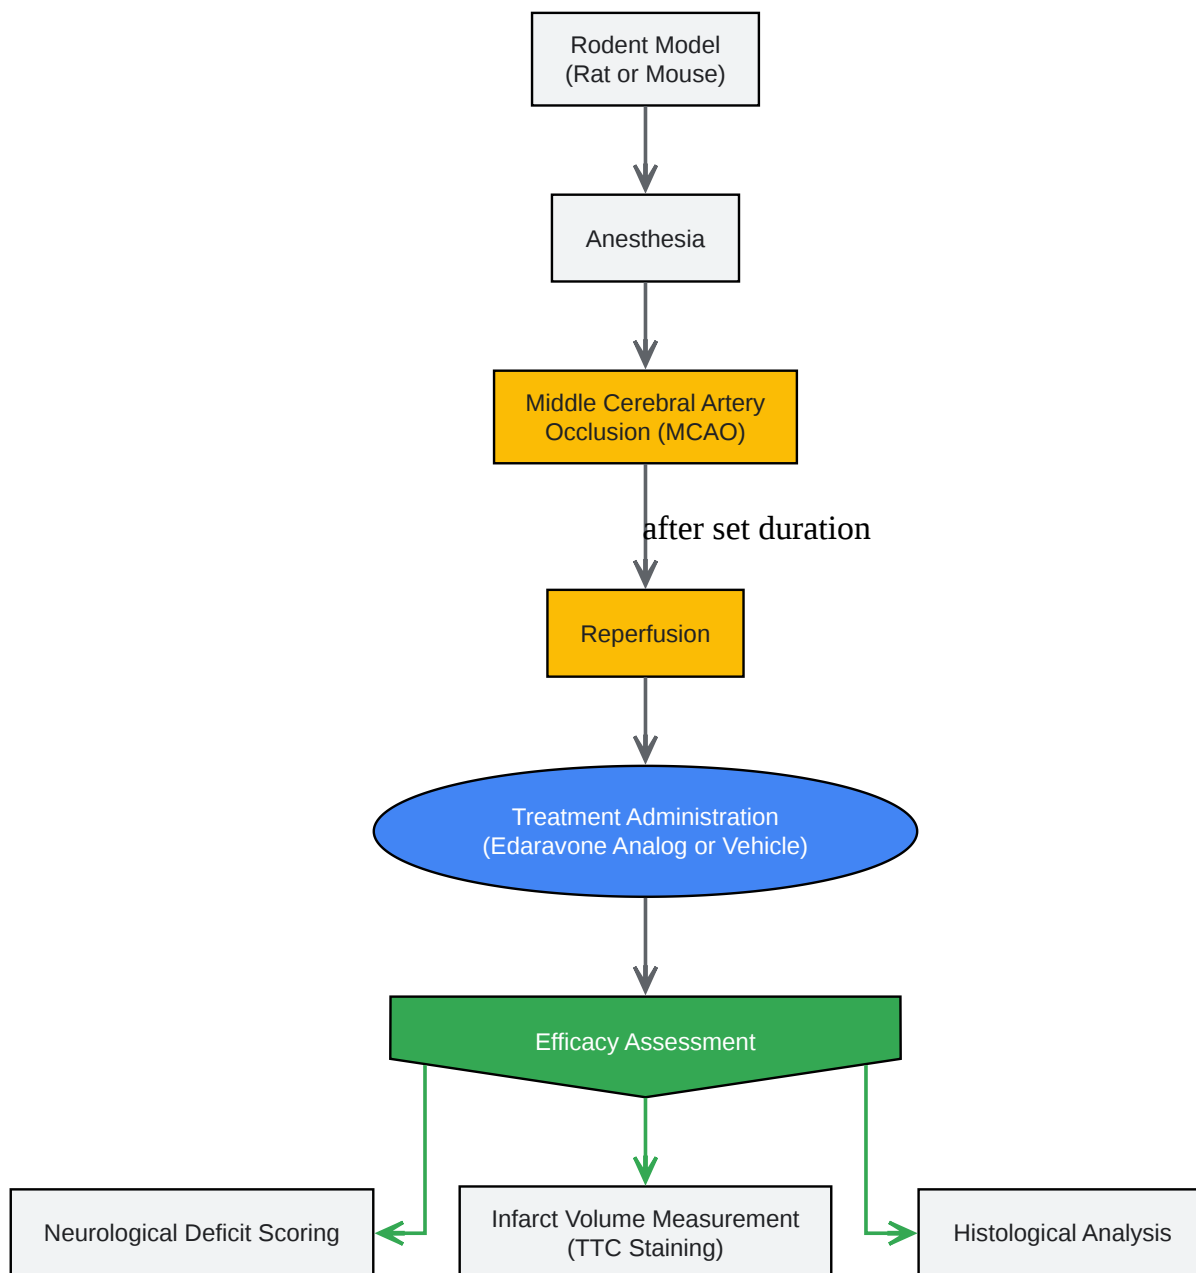 Rodent Model
(Rat or Mouse)
Anesthesia
Middle Cerebral Artery
Occlusion (MCAO)
after set duration
Reperfusion
Treatment Administration
(Edaravone Analog or Vehicle)
Efficacy Assessment
Neurological Deficit Scoring
Infarct Volume Measurement
(TTC Staining)
Histological Analysis